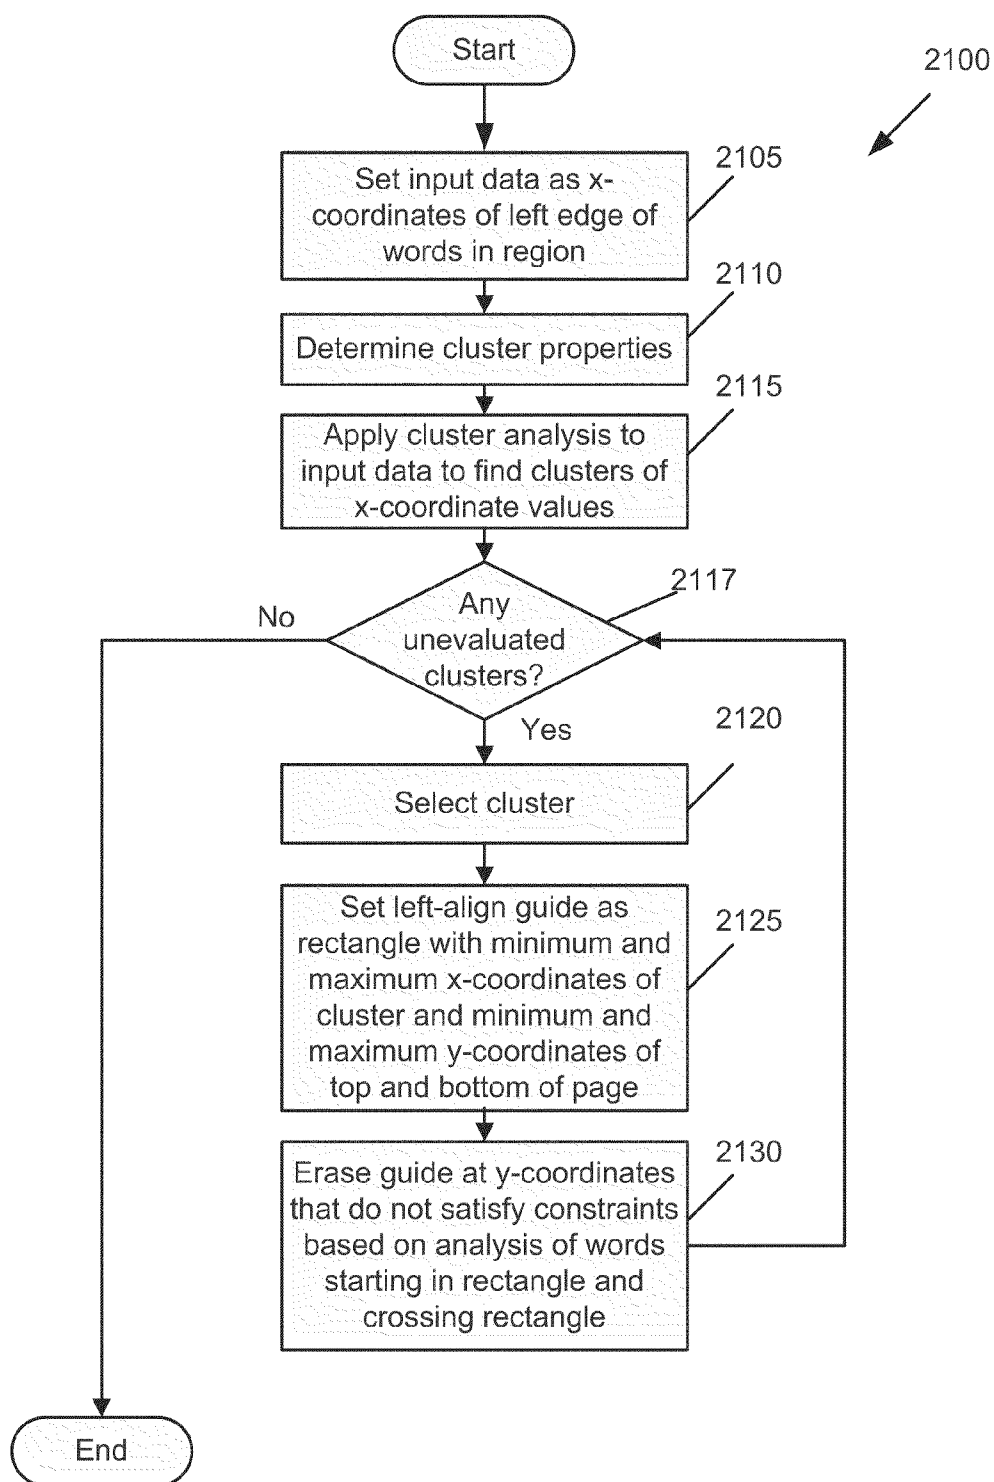 Start
2100
2105
Set input data as x-
coordinates of left edge of
words in region
2110
Determine cluster properties
2115
Apply cluster analysis to
input data to find clusters of
x-coordinate values
2117
No
Any
unevaluated
clusters?
Yes
2120
Select cluster
Set left-align guide as
rectangle with minimum and
maximum x-coordinates of
cluster and minimum and
maximum y-coordinates of
top and bottom of page
2125
2130
Erase guide at y-coordinates
that do not satisfy constraints
based on analysis of words
starting in rectangle and
crossing rectangle
End